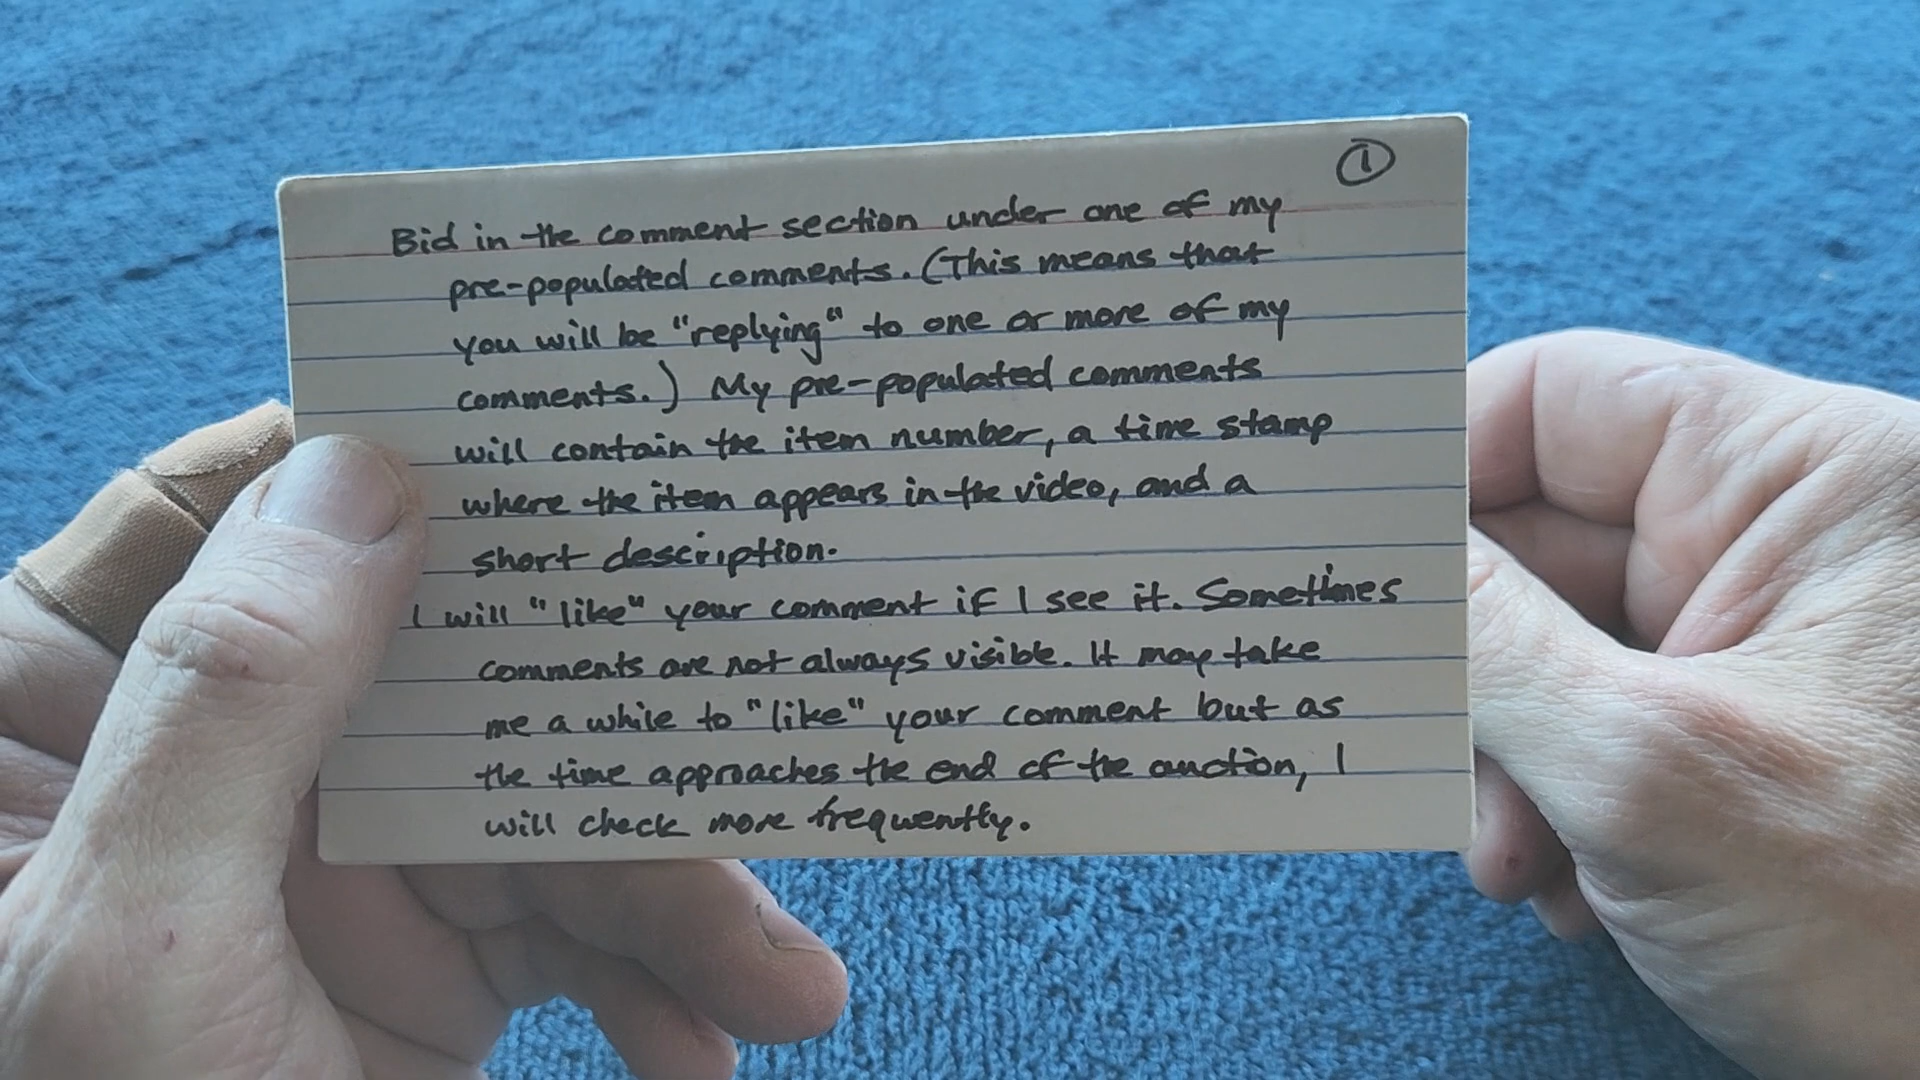 ①
Bid in the comment section under one of my
pre-populated comments. (This means that
you will be "replying" to one or more of my
comments.) My pre-populated comments
will contain the item number, a time stamp
where the item appears in the video, and a
short description.
I will "like" your comment if I see it. Sometimes
comments are not always visible. It may take
me a while to "like" your comment but as
the time approaches the end of the auction, I
will check more frequently.